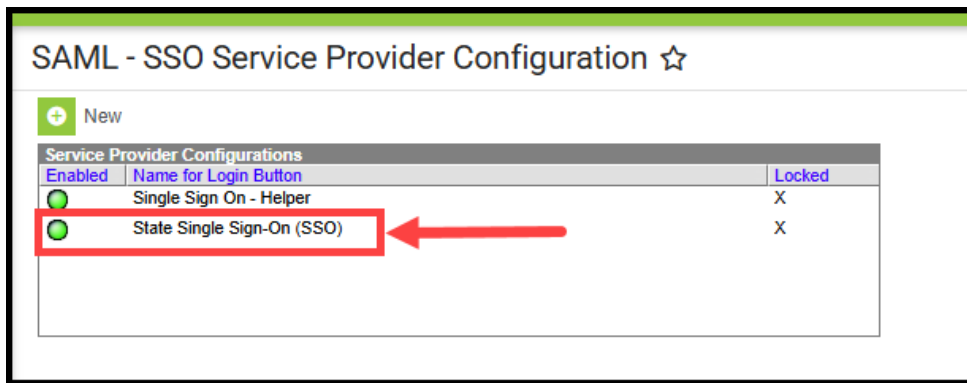 SAML - SSO Service Provider Configuration
New
Service Provider Configurations
Enabled Name for Login Button Locked
Single Sign On - Helper X
State Single Sign-On (SSO) X